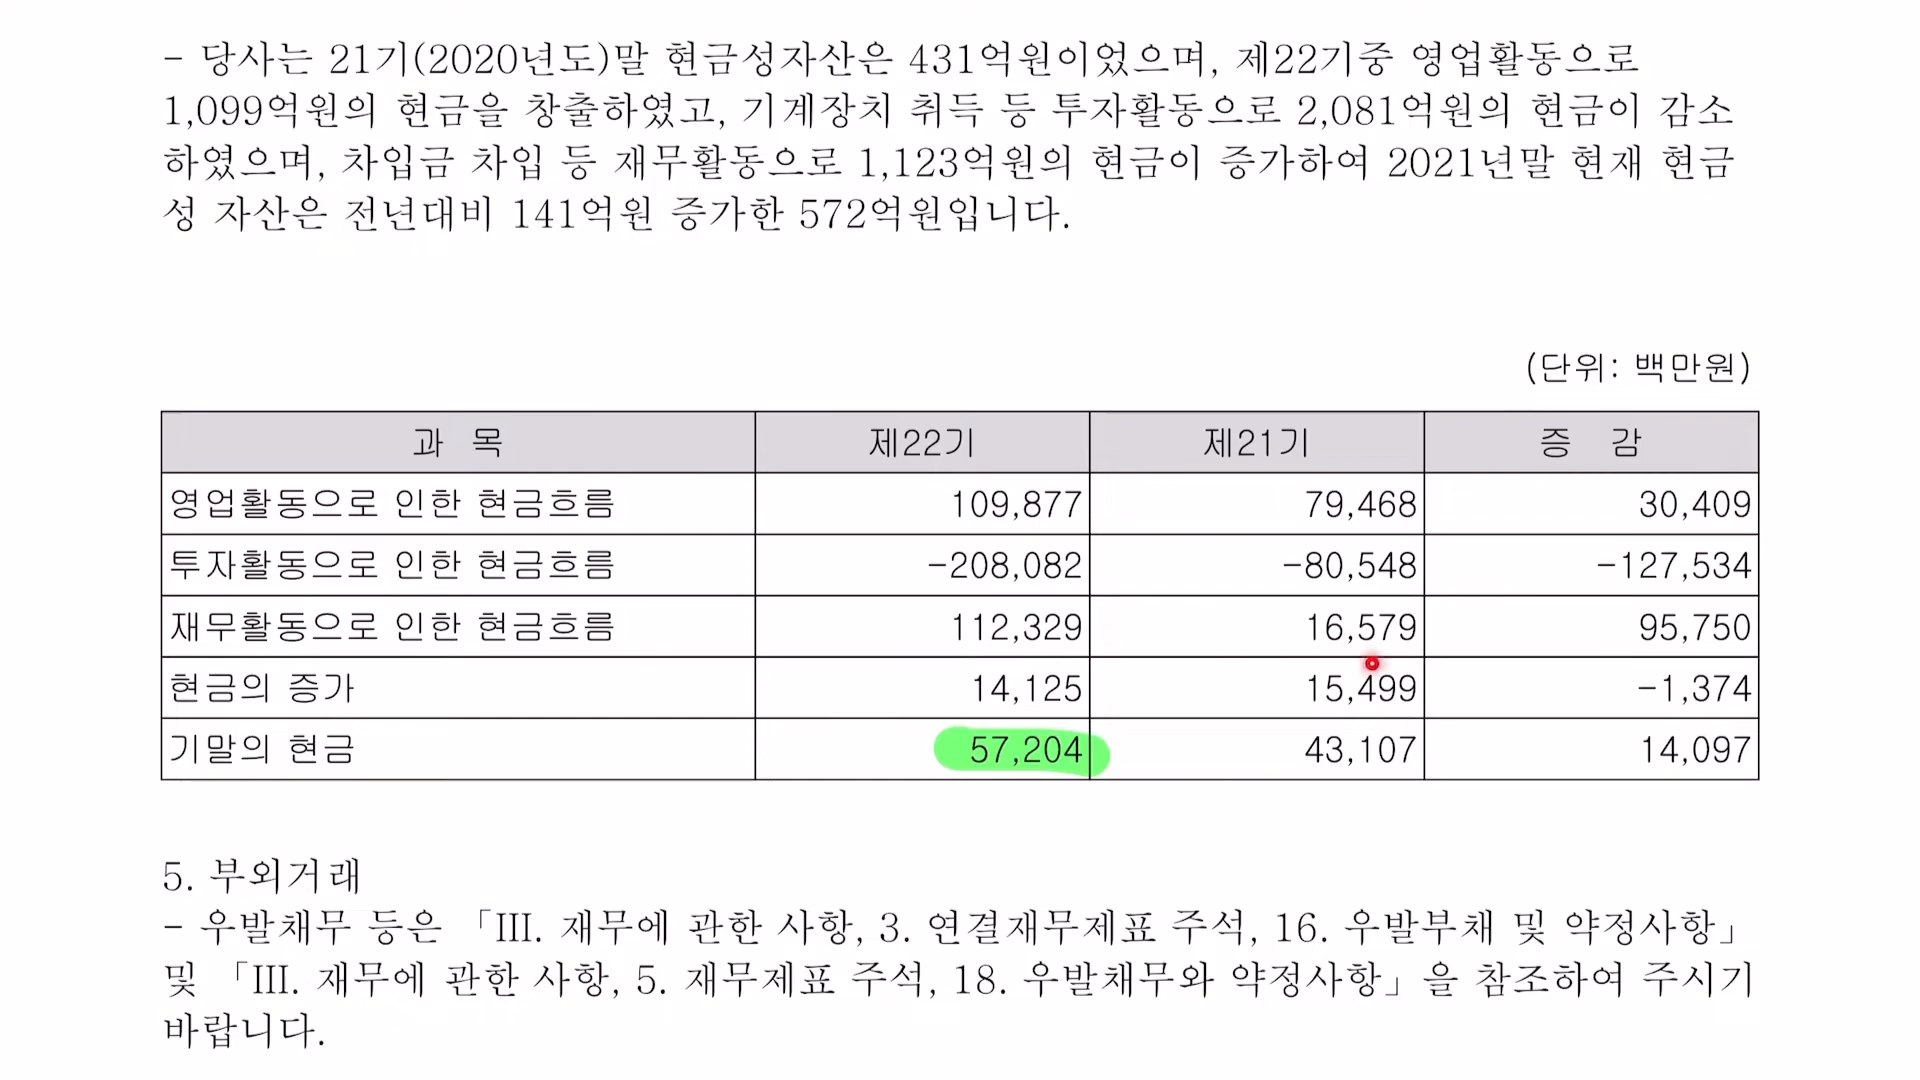 - 당사는 21기(2020년도)말 현금성자산은 431억원이었으며, 제22기중 영업활동으로
1,099억원의 현금을 창출하였고, 기계장치 취득 등 투자활동으로 2,081억원의 현금이 감소
하였으며, 차입금 차입 등 재무활동으로 1,123억원의 현금이 증가하여 2021년말 현재 현금
성 자산은 전년대비 141억원 증가한 572억원입니다.
(단위: 백만원)
과 목 제22기 제21기 증 감
영업활동으로 인한 현금흐름 109,877 79,468 30,409
투자활동으로 인한 현금흐름 -208,082 -80,548 -127,534
재무활동으로 인한 현금흐름 112,329 16,579 95,750
현금의 증가 14,125 15,499 -1,374
기말의 현금 57,204 43,107 14,097
5. 부외거래
- 우발채무 등은 「III. 재무에 관한 사항, 3. 연결재무제표 주석, 16. 우발부채 및 약정사항」
및 「III. 재무에 관한 사항, 5. 재무제표 주석, 18. 우발채무와 약정사항」을 참조하여 주시기
바랍니다.